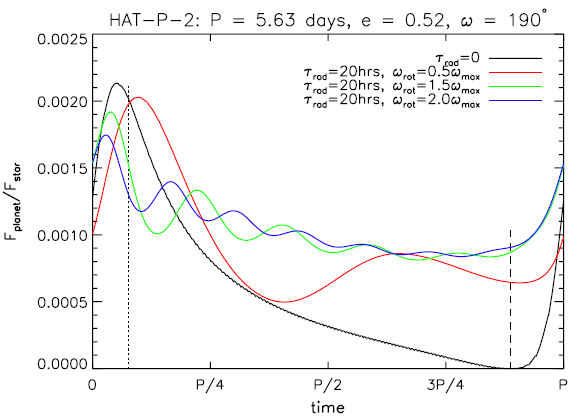 HAT-P-2: P = 5.63 days, e = 0.52, ω = 190°
τrad=0
τrad=20hrs, ωrot=0.5ωmax
τrad=20hrs, ωrot=1.5ωmax
τrad=20hrs, ωrot=2.0ωmax
Fplanet/Fstar
0.0025
0.0020
0.0015
0.0010
0.0005
0.0000
0 P/4 P/2 3P/4 P
time